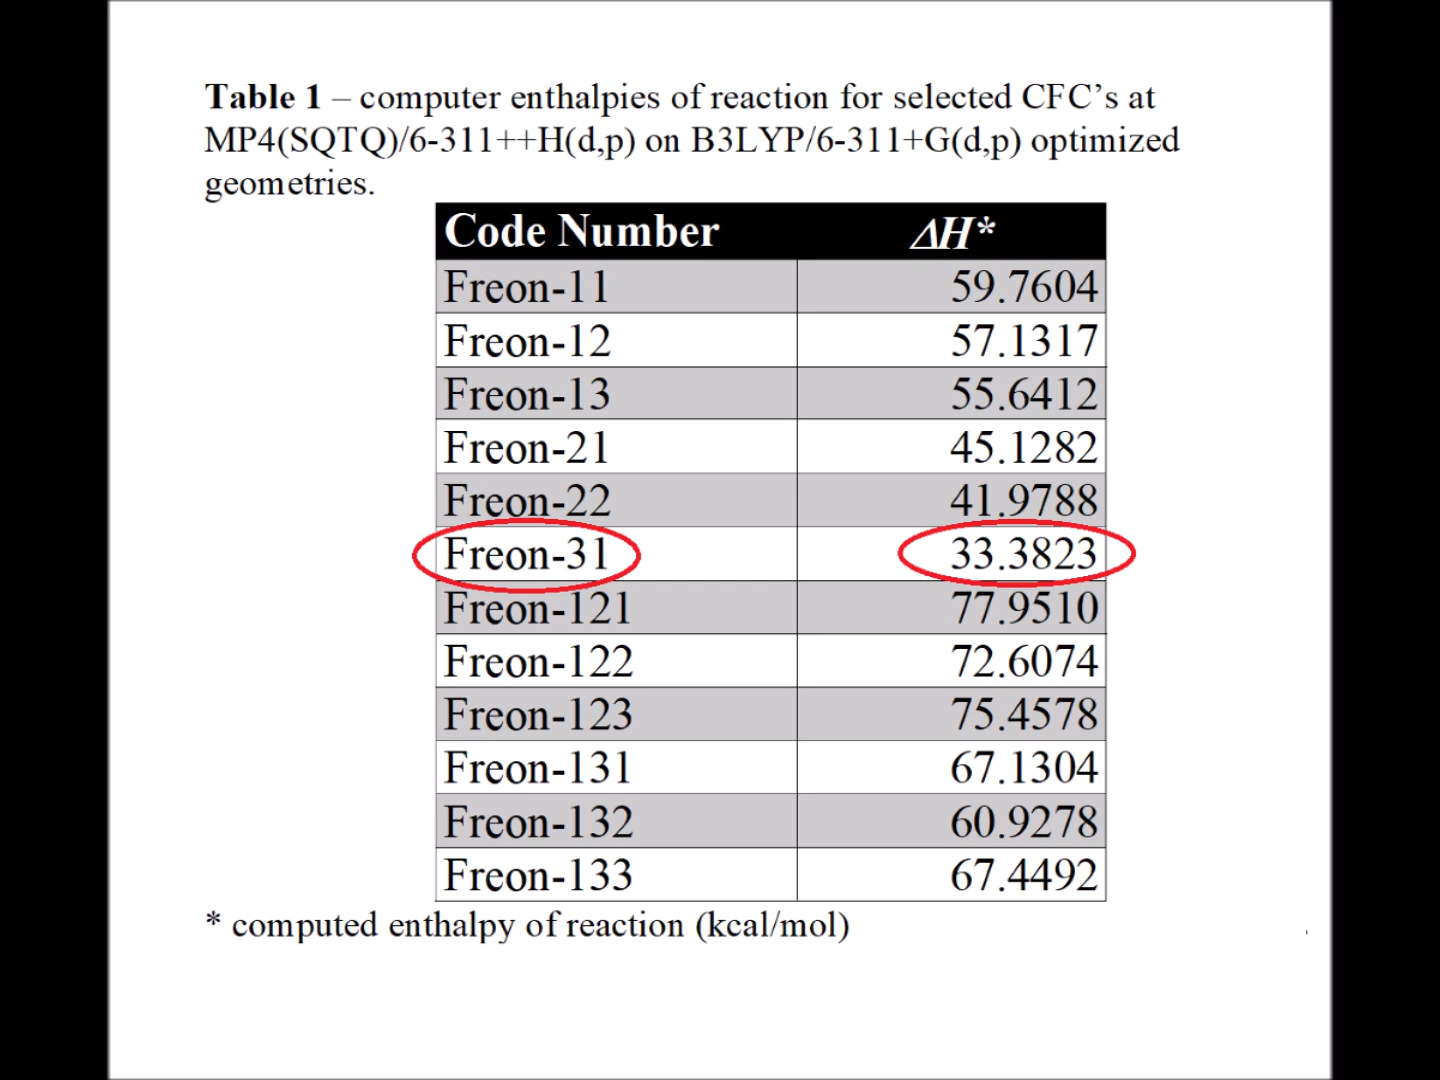 Table 1 – computer enthalpies of reaction for selected CFC’s at
MP4(SQTQ)/6-311++H(d,p) on B3LYP/6-311+G(d,p) optimized
geometries.
Code Number ΔH*
Freon-11 59.7604
Freon-12 57.1317
Freon-13 55.6412
Freon-21 45.1282
Freon-22 41.9788
Freon-31 33.3823
Freon-121 77.9510
Freon-122 72.6074
Freon-123 75.4578
Freon-131 67.1304
Freon-132 60.9278
Freon-133 67.4492
* computed enthalpy of reaction (kcal/mol)